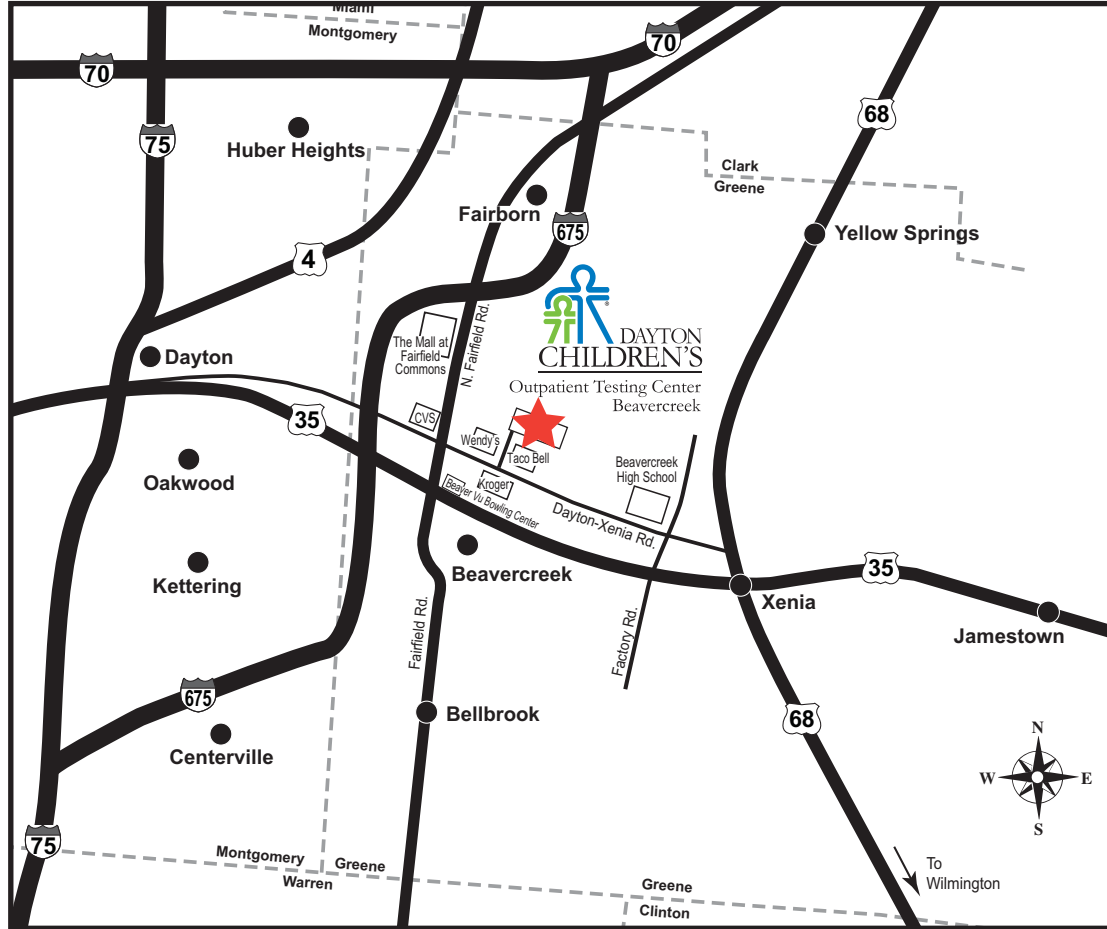 Miami
Montgomery
70
70
75
68
Huber Heights
Clark
Greene
Fairborn
675
Yellow Springs
4
®
DAYTON
CHILDREN'S
Outpatient Testing Center
Beavercreek
The Mall at
Fairfield
Commons
N. Fairfield Rd.
Dayton
35
CVS
Wendy's
Taco Bell
Kroger
Beaver Vu Bowling Center
Beavercreek
High School
Oakwood
Dayton-Xenia Rd.
Beavercreek
Kettering
35
Xenia
Jamestown
Fairfield Rd.
Factory Rd.
675
Bellbrook
68
Centerville
N
W
E
S
75
Montgomery
Greene
Warren
Greene
Clinton
To
Wilmington